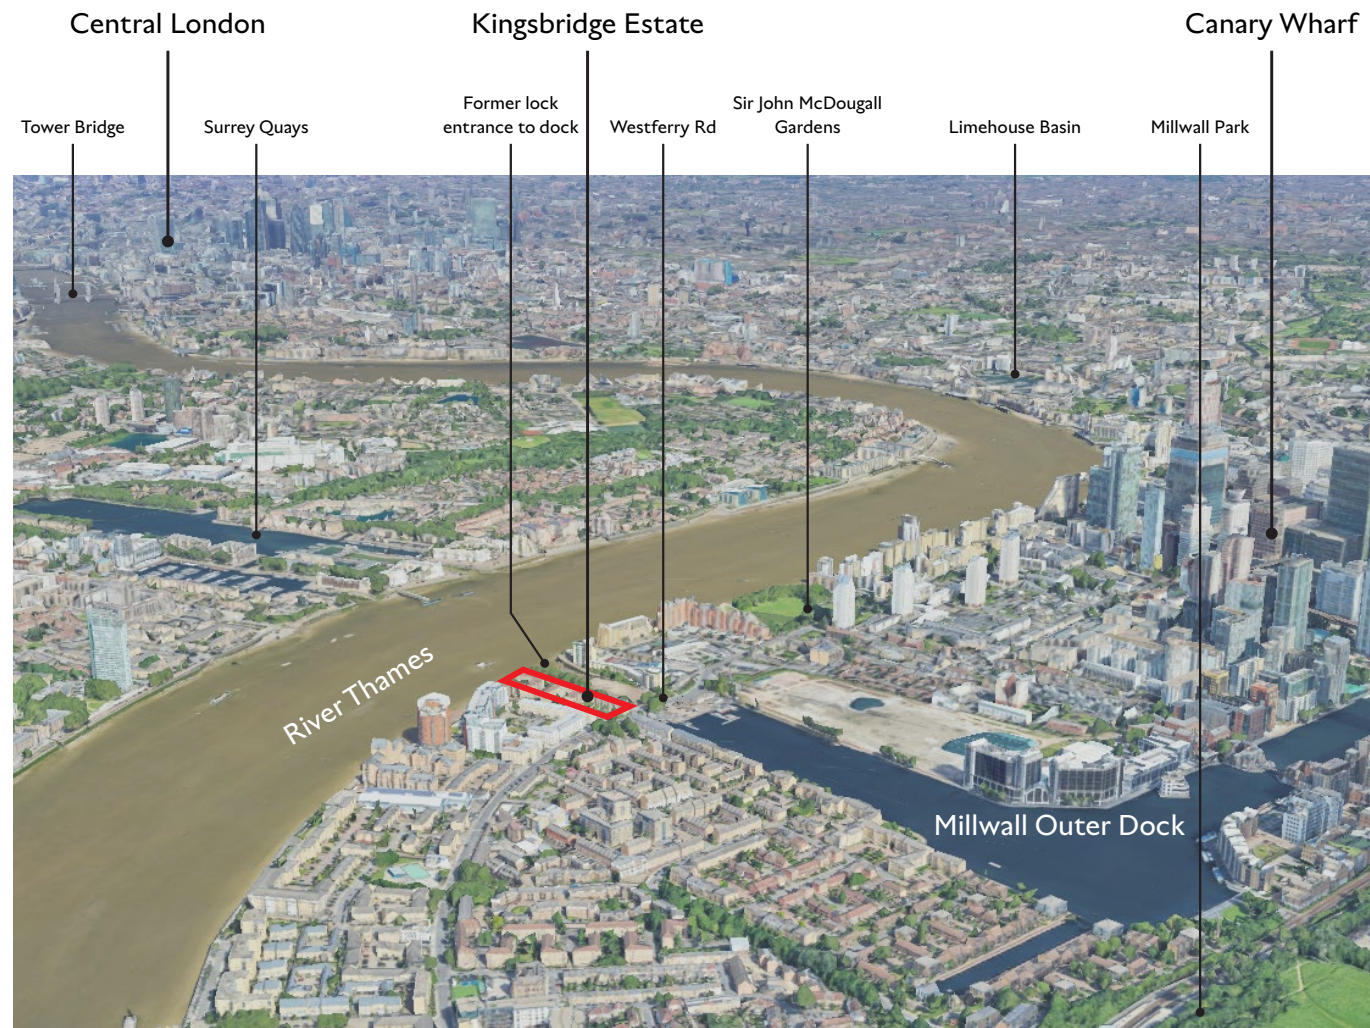 Central London
Kingsbridge Estate
Canary Wharf
Tower Bridge
Surrey Quays
Former lock
entrance to dock
Westferry Rd
Sir John McDougall
Gardens
Limehouse Basin
Millwall Park
River Thames
Millwall Outer Dock